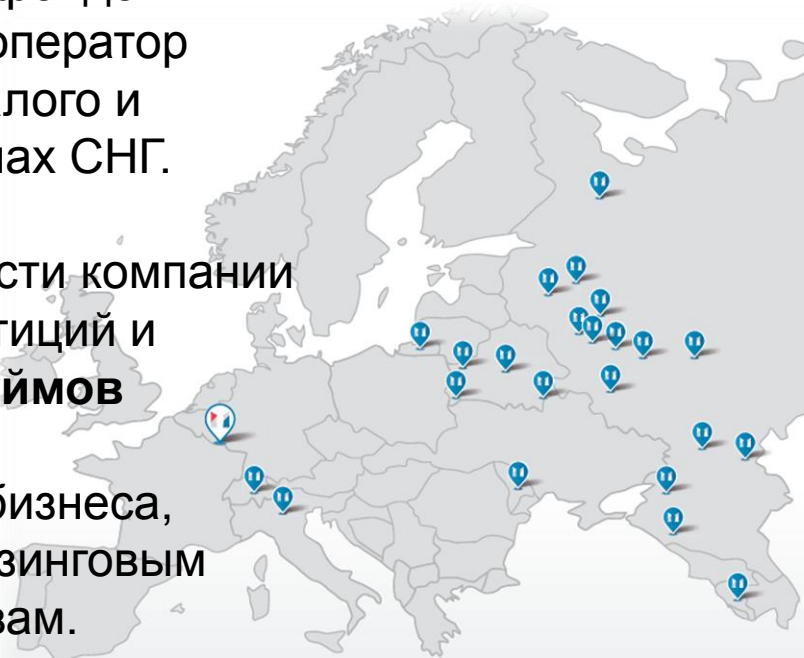 оператор
лого и
нах СНГ.
сти компании
тиций и
ймов
бизнеса,
зинговым
вам.